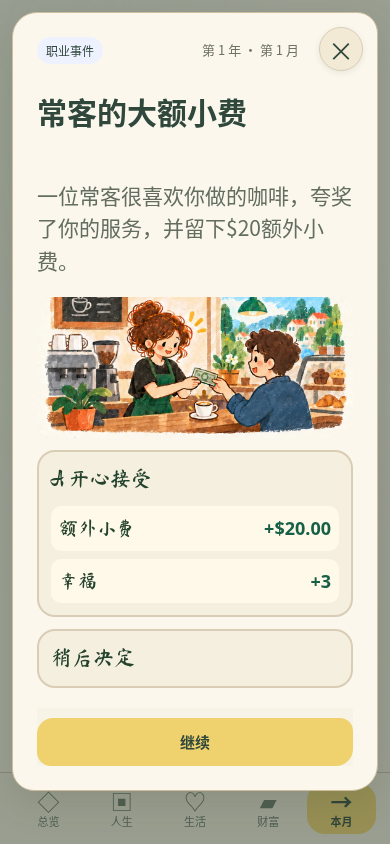 职业事件
第1年 · 第1月
常客的大额小费
一位常客很喜欢你做的咖啡，夸奖
了你的服务，并留下$20额外小
费。
A 开心接受
额外小费 +$20.00
幸福 +3
稍后决定
继续
总览 人生 生活 财富 本月